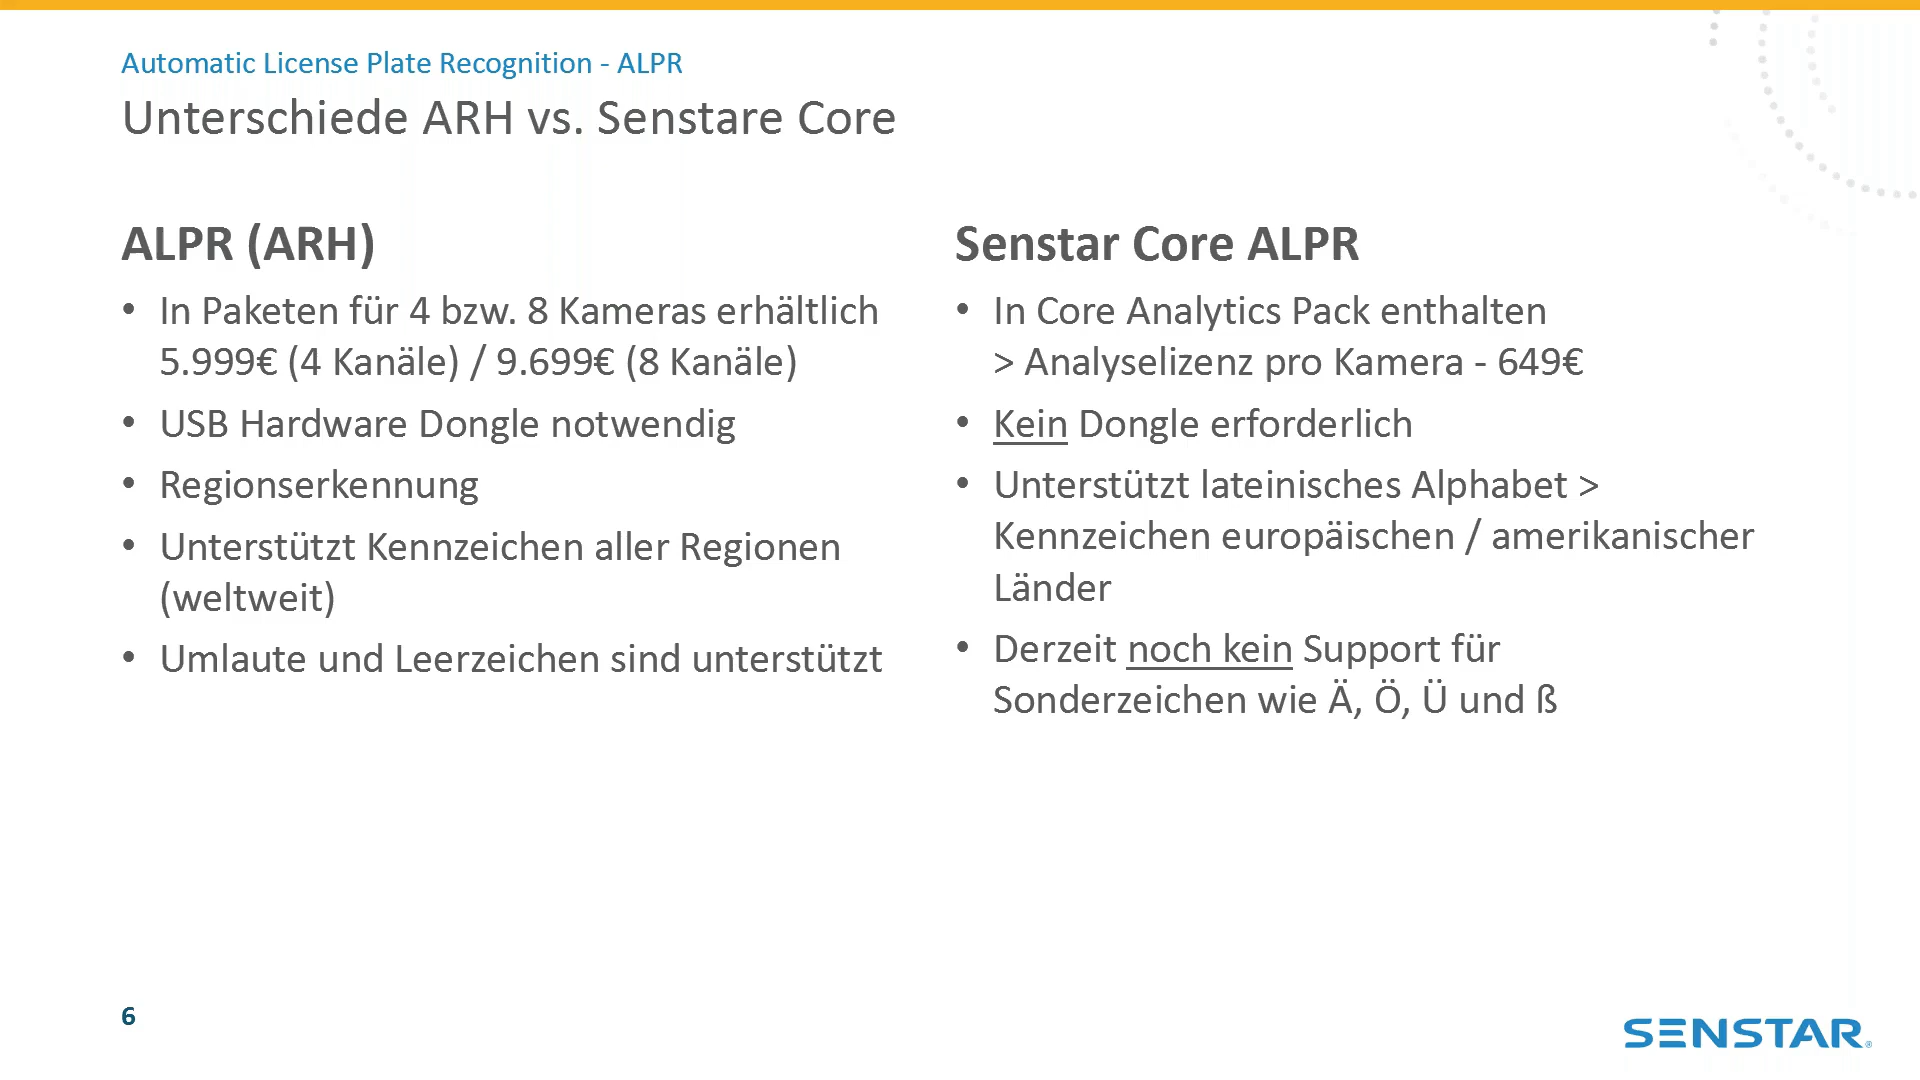 Automatic License Plate Recognition - ALPR
Unterschiede ARH vs. Senstare Core
ALPR (ARH)
• In Paketen für 4 bzw. 8 Kameras erhältlich
5.999€ (4 Kanäle) / 9.699€ (8 Kanäle)
• USB Hardware Dongle notwendig
• Regionserkennung
• Unterstützt Kennzeichen aller Regionen
(weltweit)
• Umlaute und Leerzeichen sind unterstützt
Senstar Core ALPR
• In Core Analytics Pack enthalten
> Analyselizenz pro Kamera - 649€
• Kein Dongle erforderlich
• Unterstützt lateinisches Alphabet >
Kennzeichen europäischen / amerikanischer
Länder
• Derzeit noch kein Support für
Sonderzeichen wie Ä, Ö, Ü und ß
6
SENSTAR®